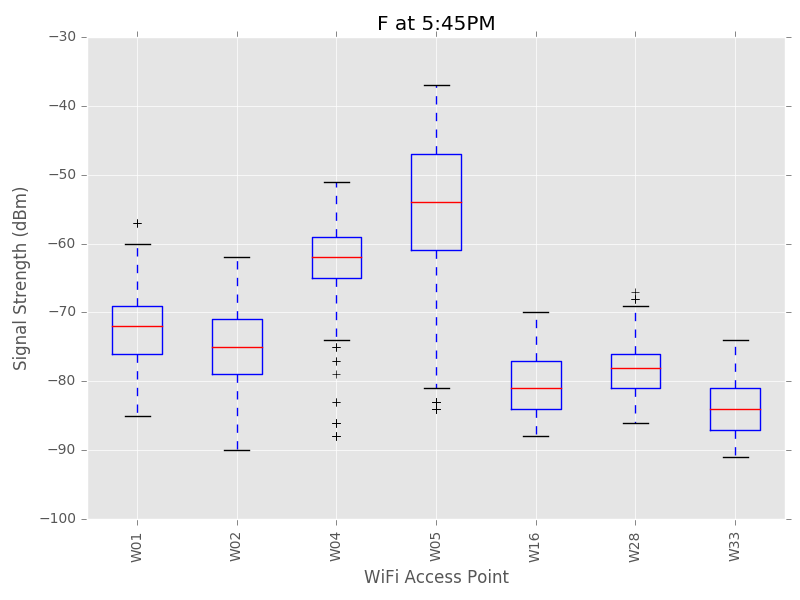 F at 5:45PM
Signal Strength (dBm)
−30
−40
−50
−60
−70
−80
−90
−100
W01
W02
W04
W05
W16
W28
W33
WiFi Access Point